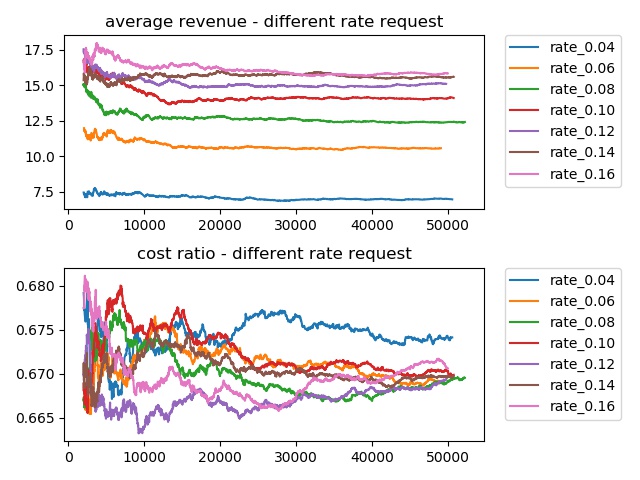 average revenue - different rate request
17.5
15.0
12.5
10.0
7.5
0 10000 20000 30000 40000 50000
rate_0.04
rate_0.06
rate_0.08
rate_0.10
rate_0.12
rate_0.14
rate_0.16
cost ratio - different rate request
0.680
0.675
0.670
0.665
0 10000 20000 30000 40000 50000
rate_0.04
rate_0.06
rate_0.08
rate_0.10
rate_0.12
rate_0.14
rate_0.16